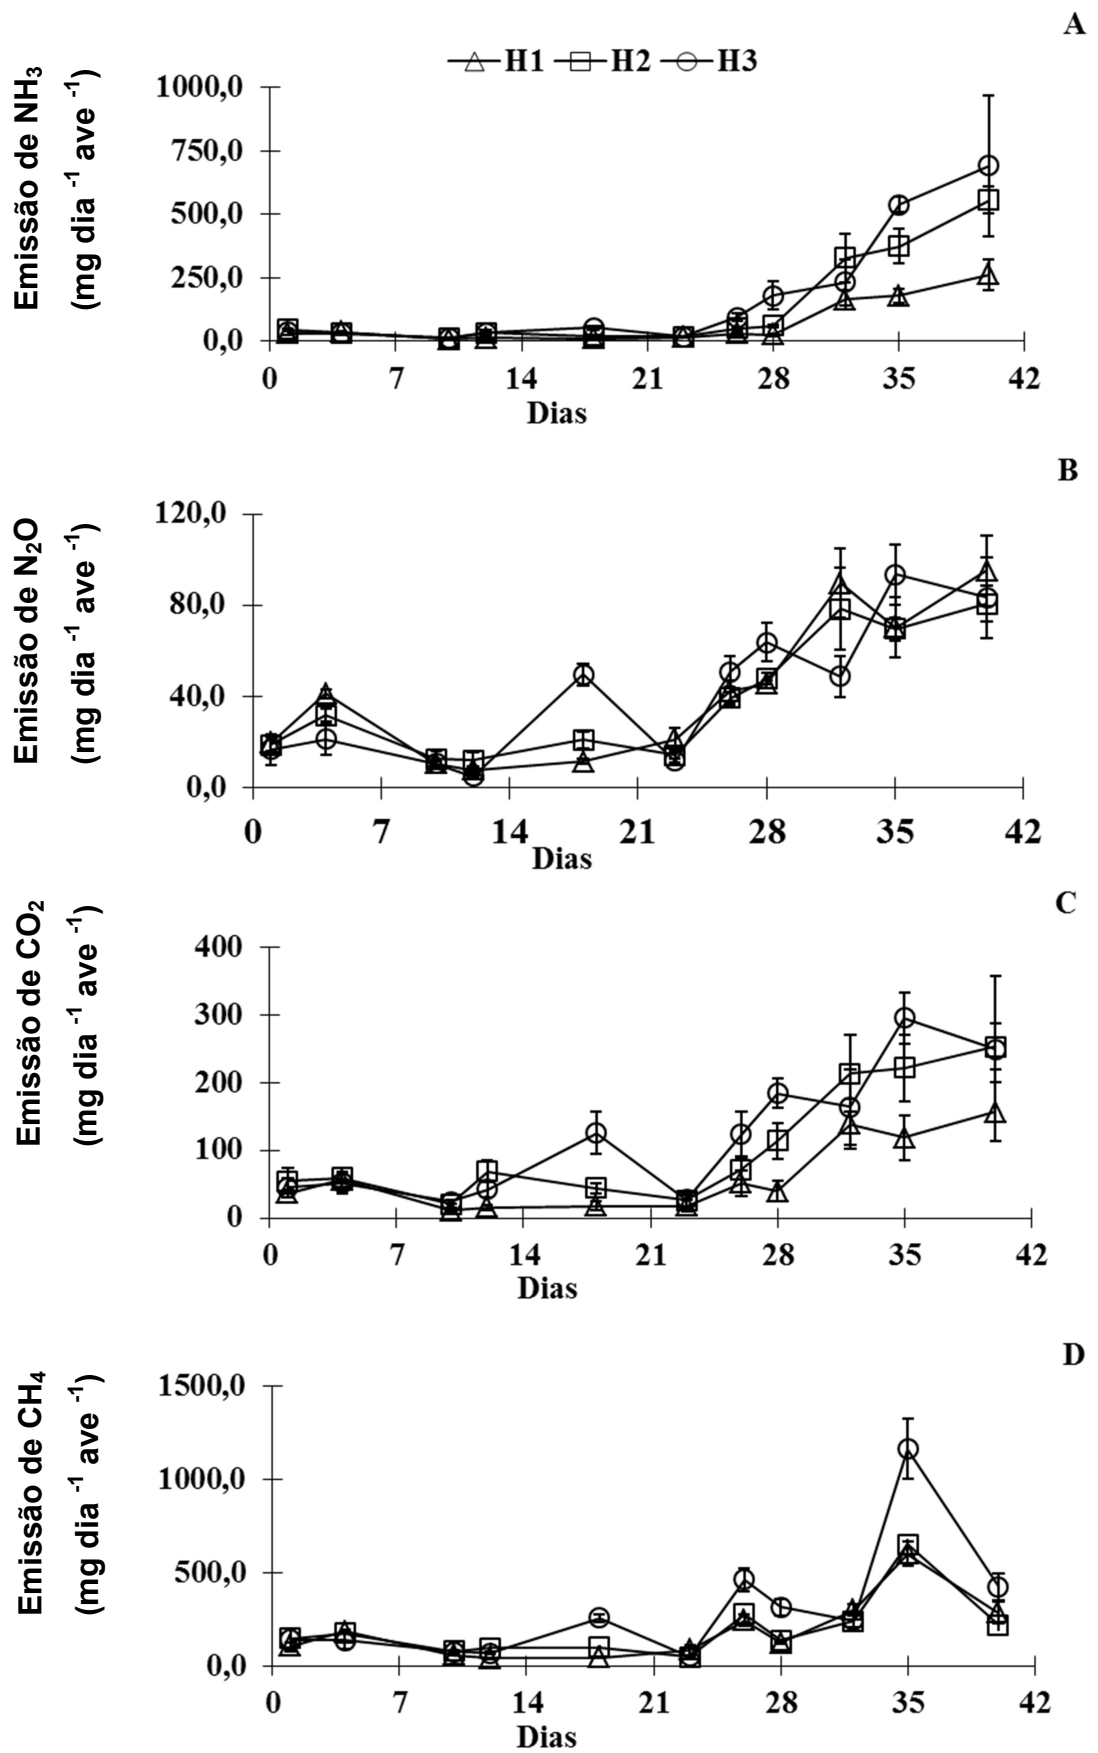 A
H1 H2 H3
Emissão de NH3
(mg dia -1 ave -1)
1000,0
750,0
500,0
250,0
0,0
0 7 14 21 28 35 42
Dias
B
Emissão de N2O
(mg dia -1 ave -1)
120,0
80,0
40,0
0,0
0 7 14 21 28 35 42
Dias
C
Emissão de CO2
(mg dia -1 ave -1)
400
300
200
100
0
0 7 14 21 28 35 42
Dias
D
Emissão de CH4
(mg dia -1 ave -1)
1500,0
1000,0
500,0
0,0
0 7 14 21 28 35 42
Dias